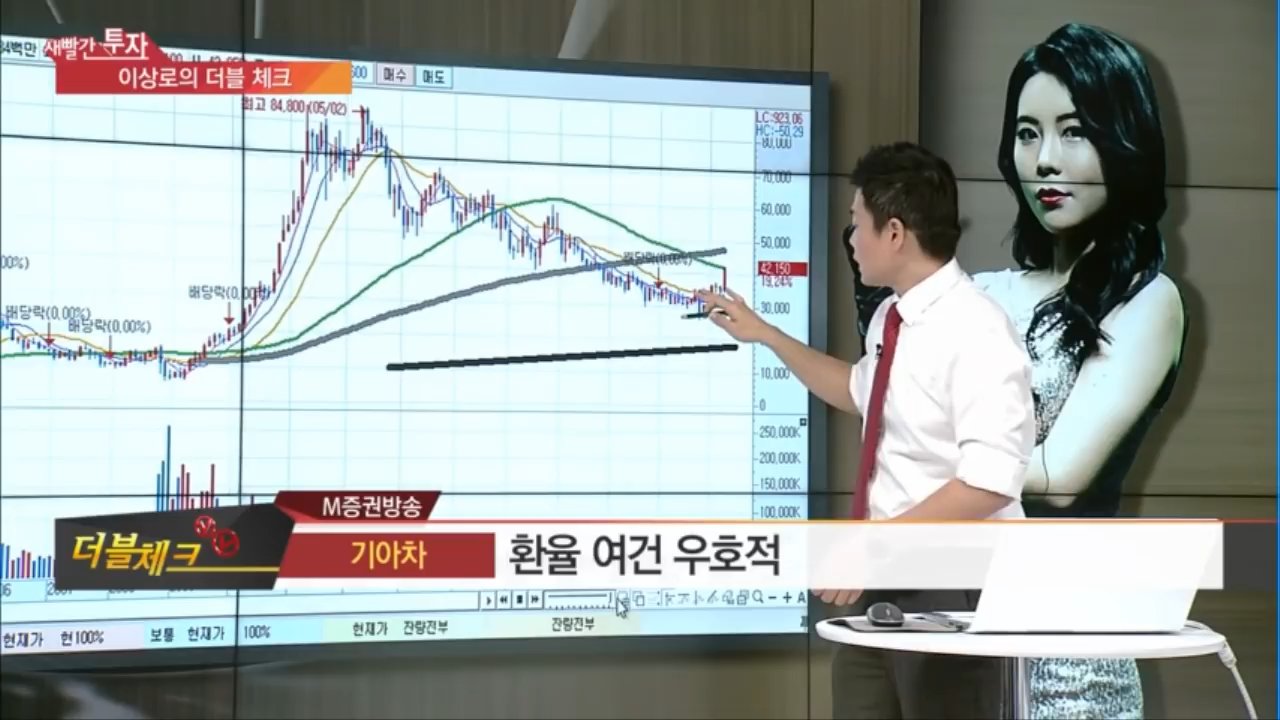 새빨간 투자
이상로의 더블 체크
매수 매도
최고 84,800 (05/02)
LC:923.06
HC:-50.29
80,000
70,000
60,000
50,000
42,150
19.24%
30,000
10,000
0
배당락(0.00%)
배당락(0.00%)
배당락(0.00%)
250,000K
200,000K
150,000K
100,000K
M증권방송
더블체크
기아차
환율 여건 우호적
현재가 현100% 보통 현재가 100% 현재가 잔량전부 잔량전부